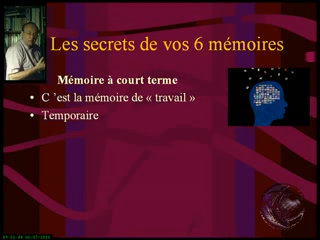 Les secrets de vos 6 mémoires
Mémoire à court terme
• C ’est la mémoire de « travail »
• Temporaire